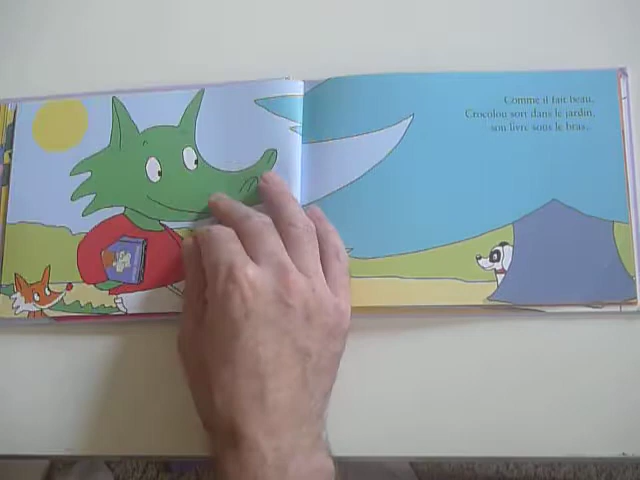 Comme il fait beau,
Crocolou sort dans le jardin,
son livre sous le bras.